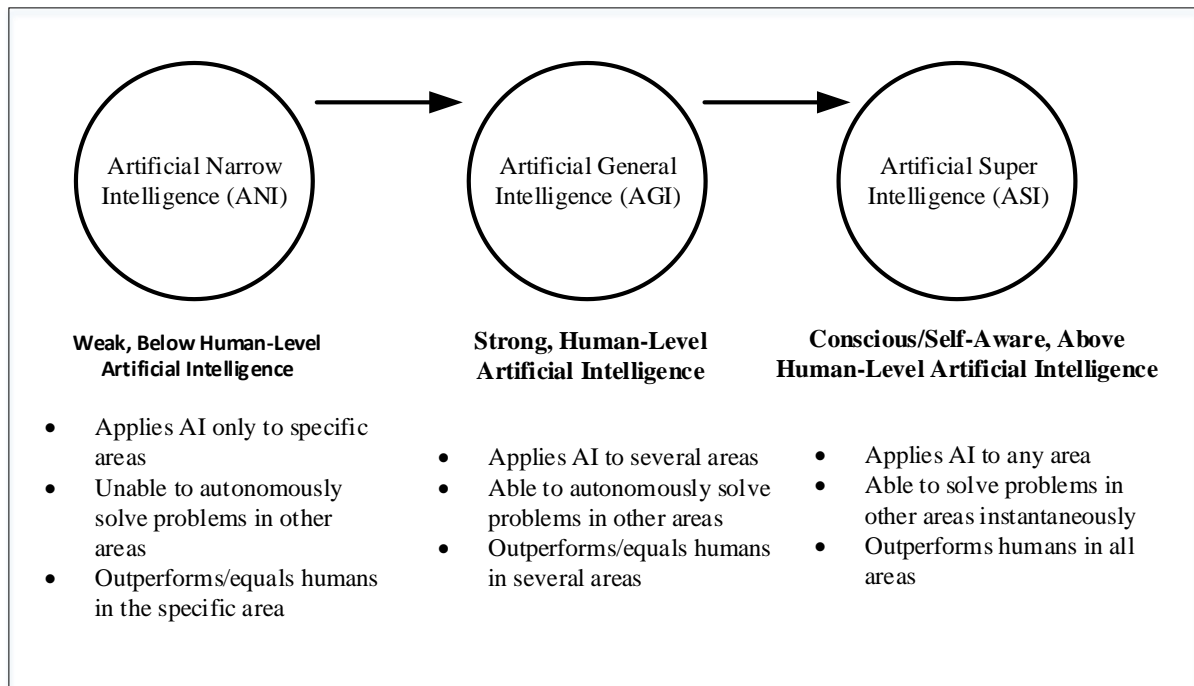 Artificial Narrow
Intelligence (ANI)
Artificial General
Intelligence (AGI)
Artificial Super
Intelligence (ASI)
Weak, Below Human-Level
Artificial Intelligence
Strong, Human-Level
Artificial Intelligence
Conscious/Self-Aware, Above
Human-Level Artificial Intelligence
• Applies AI only to specific
areas
• Unable to autonomously
solve problems in other
areas
• Outperforms/equals humans
in the specific area
• Applies AI to several areas
• Able to autonomously solve
problems in other areas
• Outperforms/equals humans
in several areas
• Applies AI to any area
• Able to solve problems in
other areas instantaneously
• Outperforms humans in all
areas